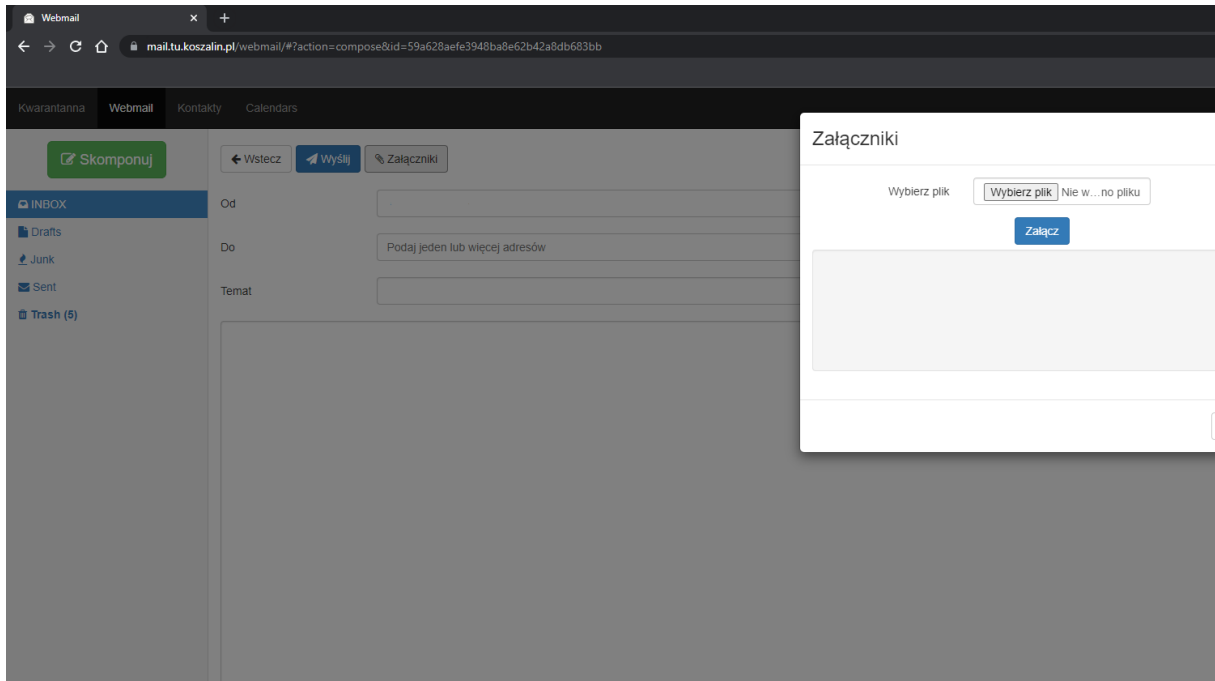 Webmail
mail.tu.koszalin.pl/webmail/#?action=compose&id=59a628aefe3948ba8e62b42a8db683bb
Kwarantanna Webmail Kontakty Calendars
Załączniki
Skomponuj
Wstecz Wyślij Załączniki
Wybierz plik Wybierz plik Nie w…no pliku
INBOX
Od
Załącz
Drafts
Do Podaj jeden lub więcej adresów
Junk
Sent
Temat
Trash (5)